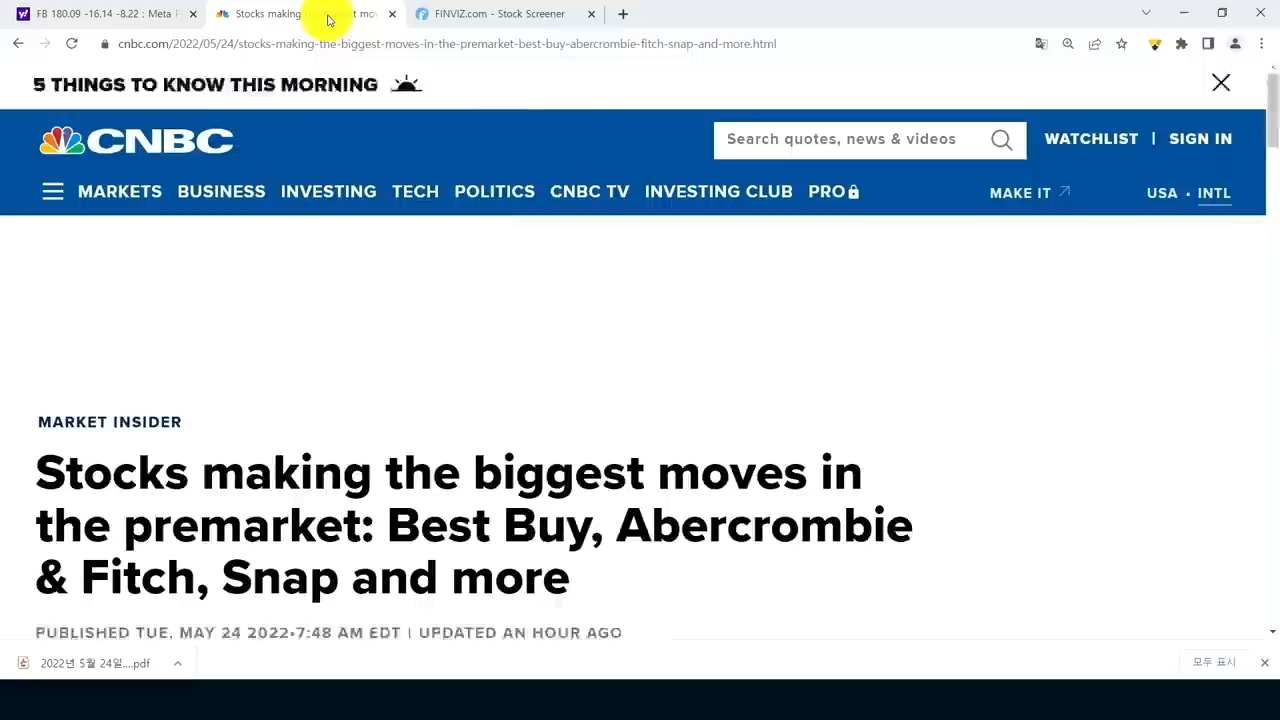 FB 180.09 -16.14 -8.22 : Meta P
Stocks making mo
FINVIZ.com - Stock Screener
cnbc.com/2022/05/24/stocks-making-the-biggest-moves-in-the-premarket-best-buy-abercrombie-fitch-snap-and-more.html
5 THINGS TO KNOW THIS MORNING
CNBC
Search quotes, news & videos
WATCHLIST | SIGN IN
MARKETS BUSINESS INVESTING TECH POLITICS CNBC TV INVESTING CLUB PRO
MAKE IT
USA • INTL
MARKET INSIDER
Stocks making the biggest moves in
the premarket: Best Buy, Abercrombie
& Fitch, Snap and more
PUBLISHED TUE, MAY 24 2022•7:48 AM EDT | UPDATED AN HOUR AGO
2022년 5월 24일....pdf
모두 표시